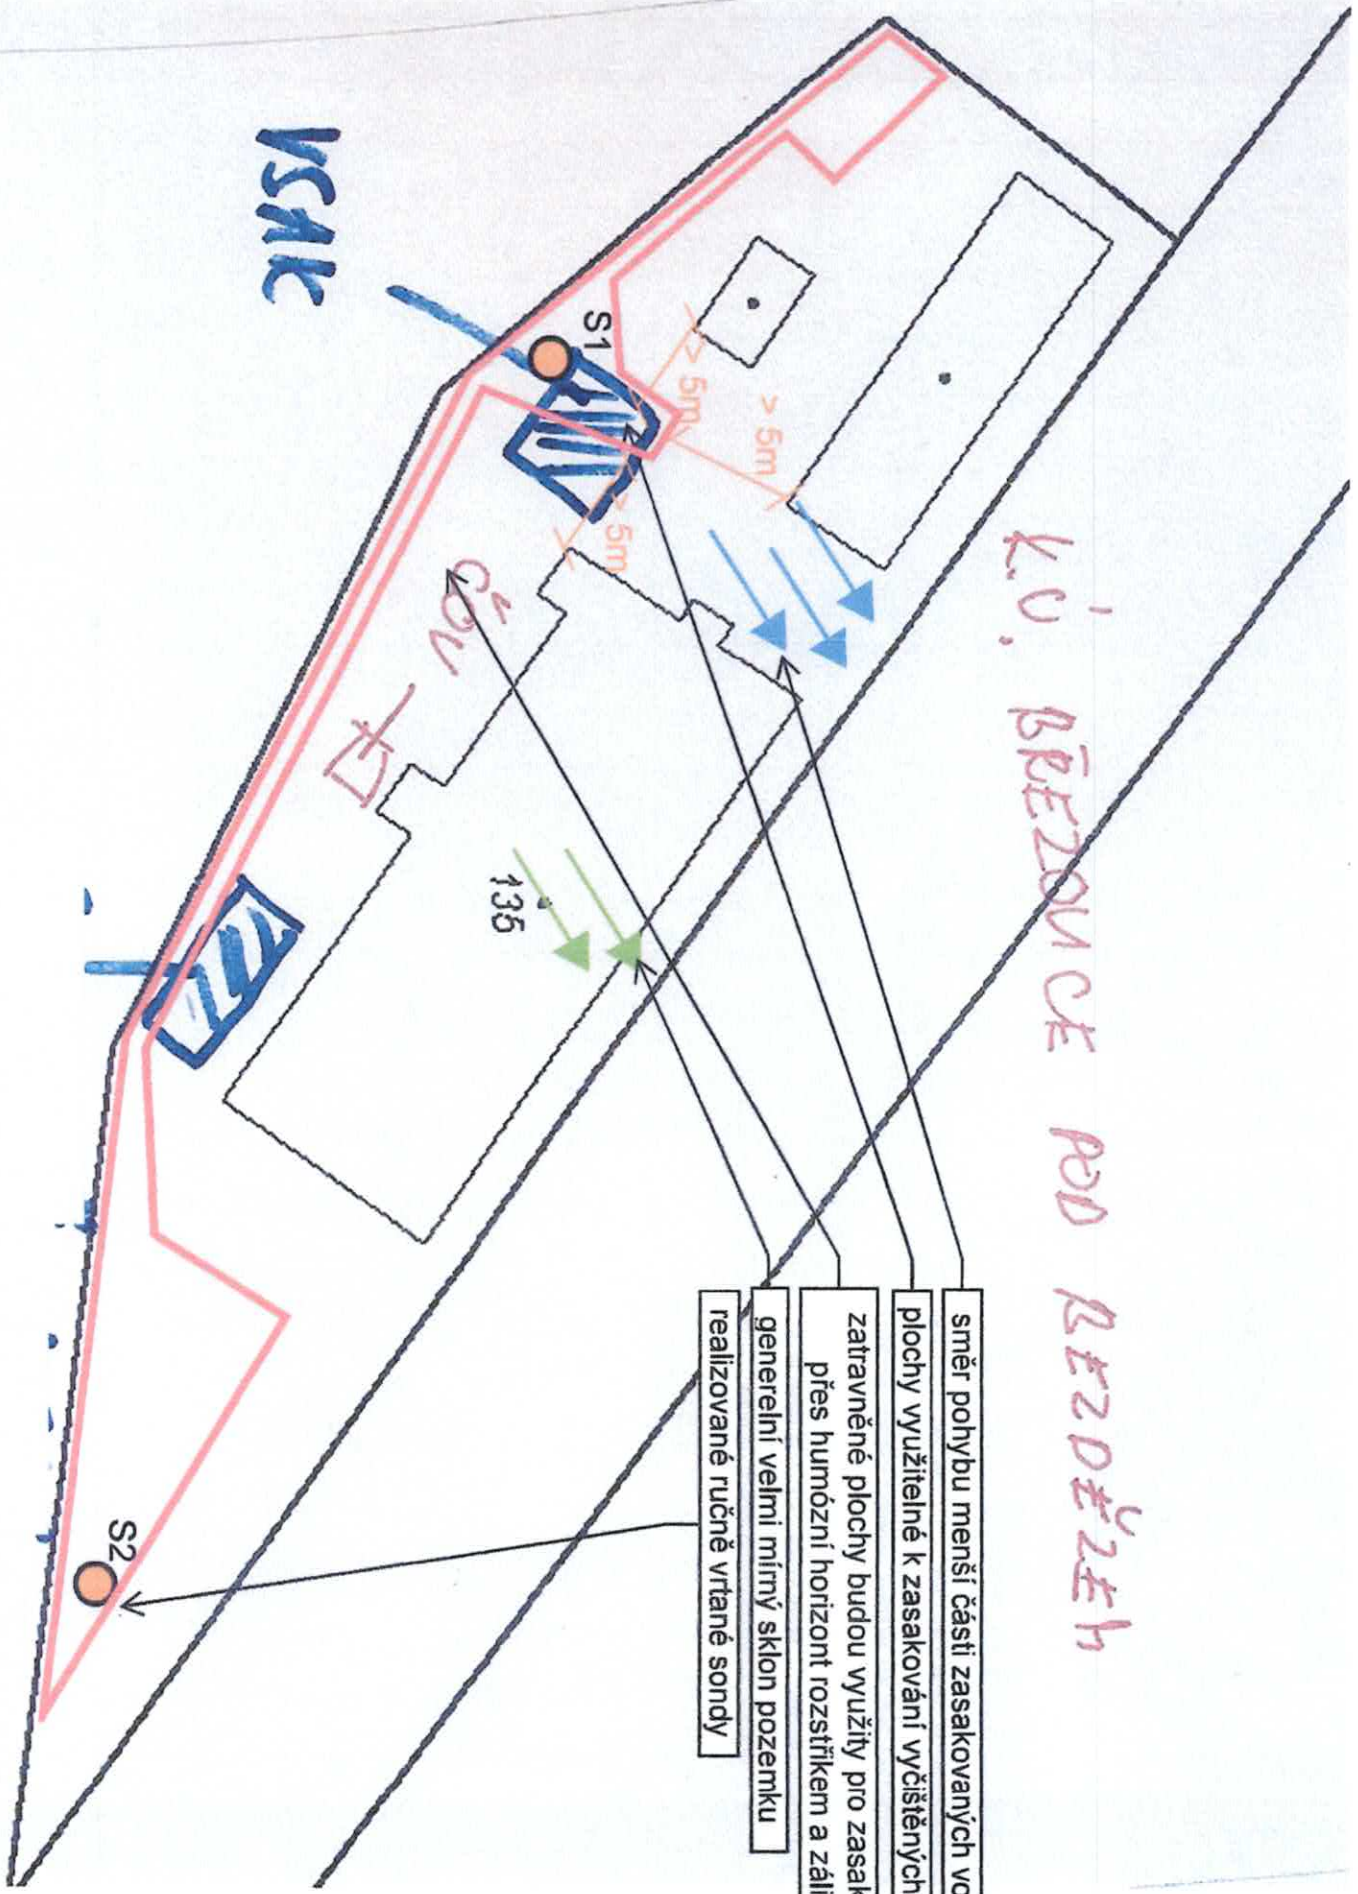 K.Ú. BŘEZOVICE POD BEZDĚZEM
směr pohybu menší části zasakovaných vo
plochy využitelné k zasakování vyčištěných
zatravněné plochy budou využity pro zasak
přes humózní horizont rozstřikem a záli
generelní velmi mírný sklon pozemku
realizované ručně vrtané sondy
> 5m
> 5m
> 5m
S1
135
ČOV
VSAK
S2